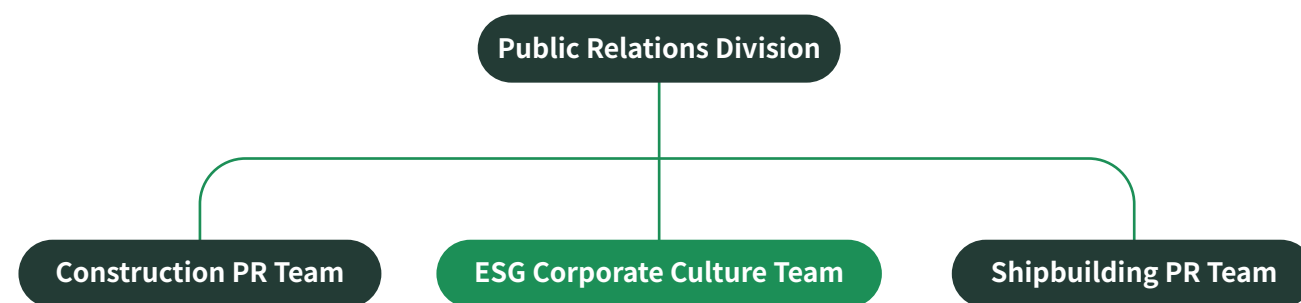 Public Relations Division
Construction PR Team
ESG Corporate Culture Team
Shipbuilding PR Team